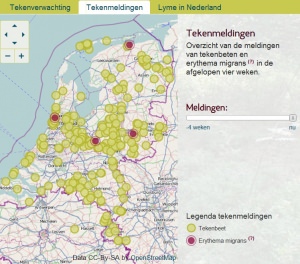 Tekenverwachting Tekenmeldingen Lyme in Nederland
Tekenmeldingen
Overzicht van de meldingen
van tekenbeten en
erythema migrans (?) in
de afgelopen vier weken.
Meldingen:
-4 weken nu
Legenda tekenmeldingen
Tekenbeet
Erythema migrans (?)
Data CC-By-SA by OpenStreetMap